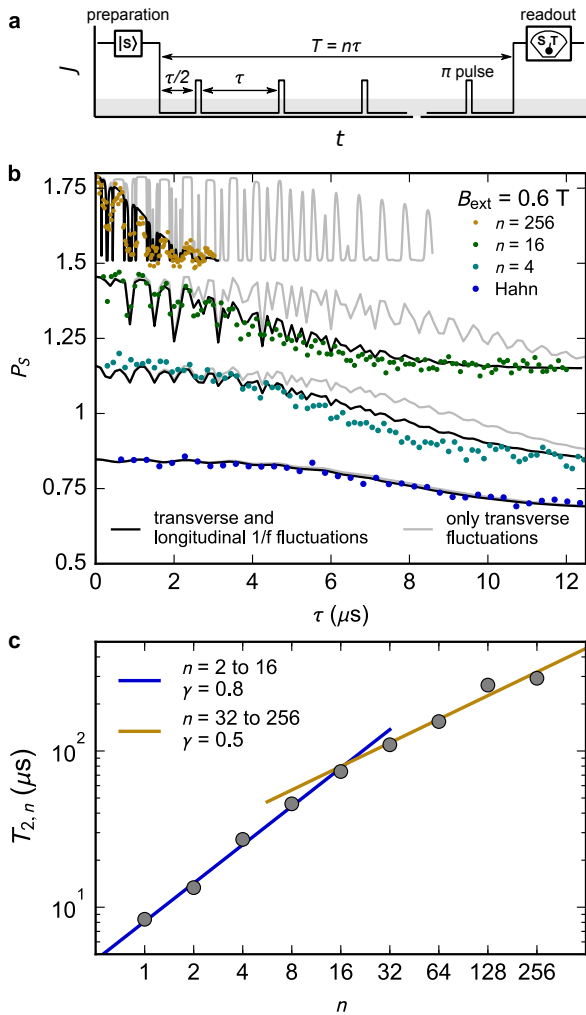 a
preparation
readout
|s⟩
T = nτ
S T
τ/2
τ
π pulse
J
t
b
B_ext = 0.6 T
n = 256
n = 16
n = 4
Hahn
1.75
1.5
1.25
1
0.75
0.5
P_S
transverse and
longitudinal 1/f fluctuations
only transverse
fluctuations
0 2 4 6 8 10 12
τ (μs)
c
n = 2 to 16
γ = 0.8
n = 32 to 256
γ = 0.5
10²
10¹
T_2,n (μs)
1 2 4 8 16 32 64 128 256
n